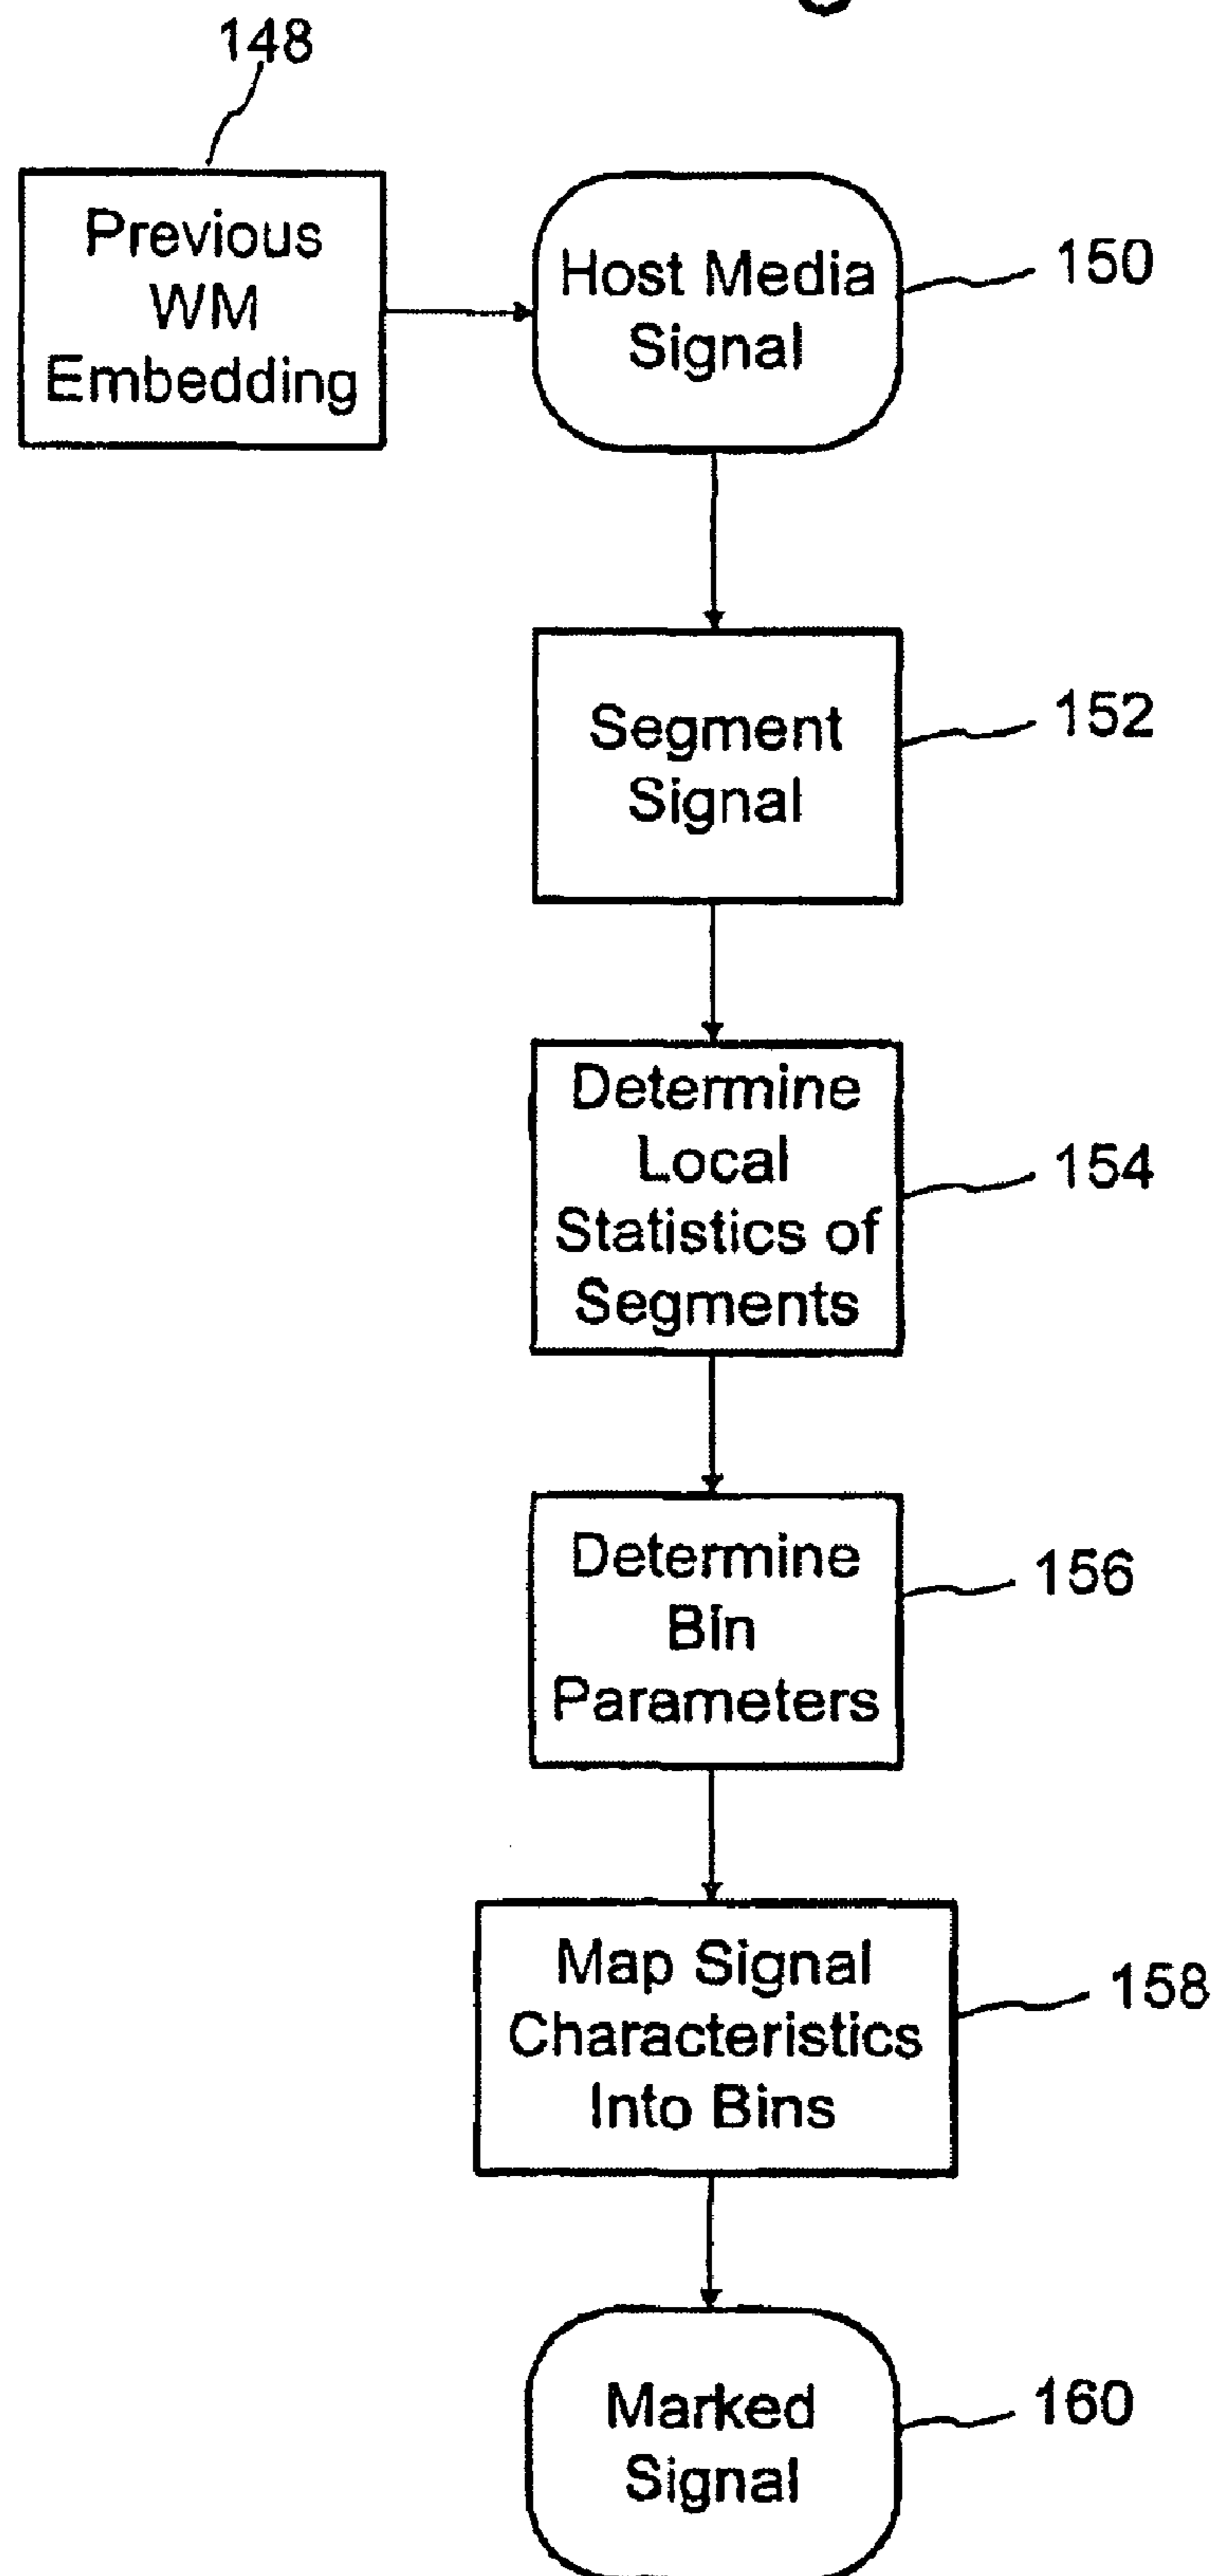 148
Previous
WM
Embedding
Host Media
Signal
150
Segment
Signal
152
Determine
Local
Statistics of
Segments
154
Determine
Bin
Parameters
156
Map Signal
Characteristics
Into Bins
158
Marked
Signal
160